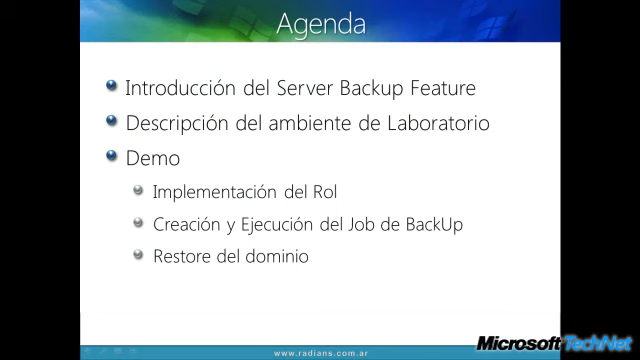 Agenda
Introducción del Server Backup Feature
Descripción del ambiente de Laboratorio
Demo
Implementación del Rol
Creación y Ejecución del Job de BackUp
Restore del dominio
www.radians.com.ar
Microsoft TechNet